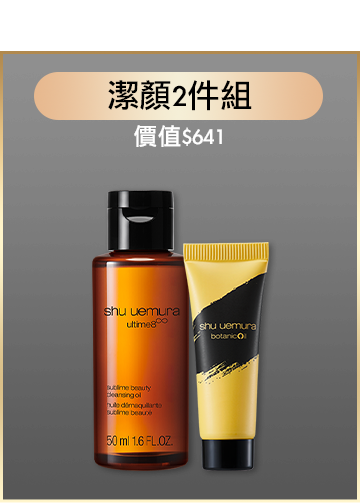 潔顏2件組
價值$641
shu uemura
ultime8∞
sublime beauty
cleansing oil
huile démaquillante
sublime beauté
50 ml 1.6 FL.OZ.
shu uemura
botanicoil